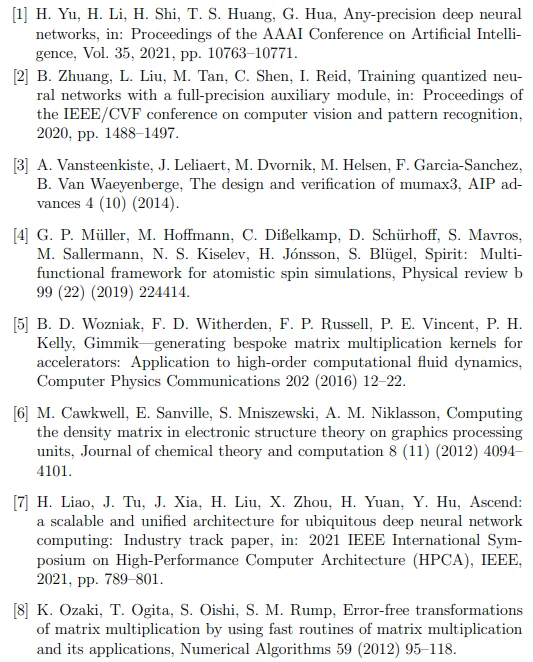 [1] H. Yu, H. Li, H. Shi, T. S. Huang, G. Hua, Any-precision deep neural
networks, in: Proceedings of the AAAI Conference on Artificial Intelli-
gence, Vol. 35, 2021, pp. 10763–10771.
[2] B. Zhuang, L. Liu, M. Tan, C. Shen, I. Reid, Training quantized neu-
ral networks with a full-precision auxiliary module, in: Proceedings of
the IEEE/CVF conference on computer vision and pattern recognition,
2020, pp. 1488–1497.
[3] A. Vansteenkiste, J. Leliaert, M. Dvornik, M. Helsen, F. Garcia-Sanchez,
B. Van Waeyenberge, The design and verification of mumax3, AIP ad-
vances 4 (10) (2014).
[4] G. P. Müller, M. Hoffmann, C. Dißelkamp, D. Schürhoff, S. Mavros,
M. Sallermann, N. S. Kiselev, H. Jónsson, S. Blügel, Spirit: Multi-
functional framework for atomistic spin simulations, Physical review b
99 (22) (2019) 224414.
[5] B. D. Wozniak, F. D. Witherden, F. P. Russell, P. E. Vincent, P. H.
Kelly, Gimmik—generating bespoke matrix multiplication kernels for
accelerators: Application to high-order computational fluid dynamics,
Computer Physics Communications 202 (2016) 12–22.
[6] M. Cawkwell, E. Sanville, S. Mniszewski, A. M. Niklasson, Computing
the density matrix in electronic structure theory on graphics processing
units, Journal of chemical theory and computation 8 (11) (2012) 4094–
4101.
[7] H. Liao, J. Tu, J. Xia, H. Liu, X. Zhou, H. Yuan, Y. Hu, Ascend:
a scalable and unified architecture for ubiquitous deep neural network
computing: Industry track paper, in: 2021 IEEE International Sym-
posium on High-Performance Computer Architecture (HPCA), IEEE,
2021, pp. 789–801.
[8] K. Ozaki, T. Ogita, S. Oishi, S. M. Rump, Error-free transformations
of matrix multiplication by using fast routines of matrix multiplication
and its applications, Numerical Algorithms 59 (2012) 95–118.